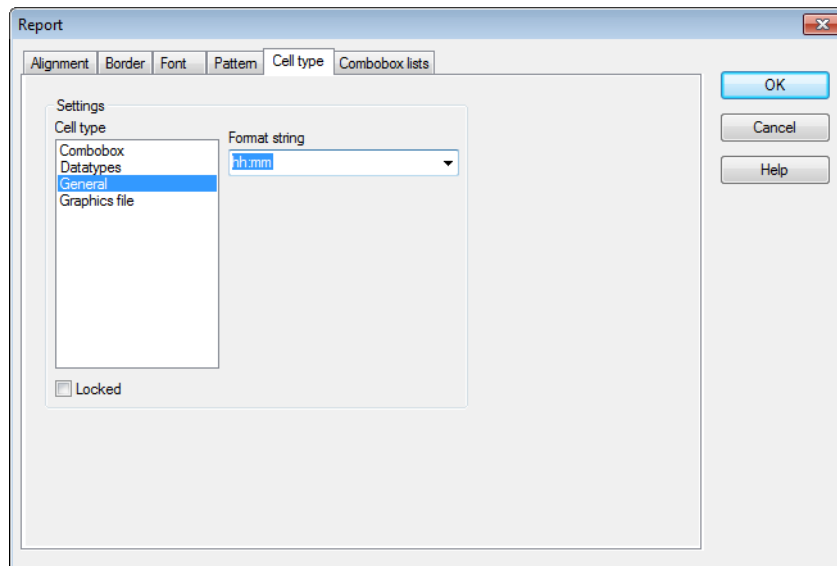 Report
Alignment Border Font Pattern Cell type Combobox lists
OK
Cancel
Help
Settings
Cell type
Combobox
Datatypes
General
Graphics file
Format string
hh:mm
Locked